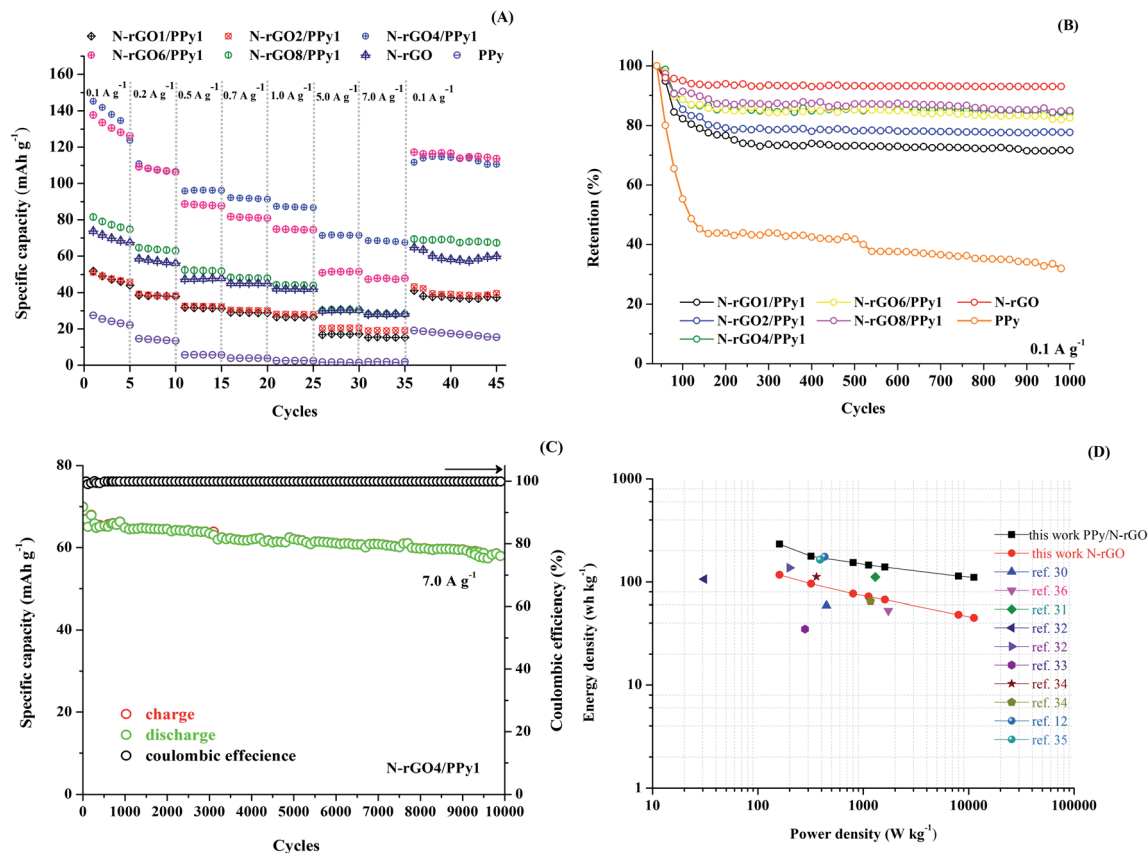 (A)
N-rGO1/PPy1 N-rGO2/PPy1 N-rGO4/PPy1
N-rGO6/PPy1 N-rGO8/PPy1 N-rGO PPy
0.1 A g⁻¹ 0.2 A g⁻¹ 0.5 A g⁻¹ 0.7 A g⁻¹ 1.0 A g⁻¹ 5.0 A g⁻¹ 7.0 A g⁻¹ 0.1 A g⁻¹
160
140
120
100
80
60
40
20
0
Specific capacity (mAh g⁻¹)
0 5 10 15 20 25 30 35 40 45
Cycles
(B)
100
80
60
40
20
0
Retention (%)
N-rGO1/PPy1 N-rGO6/PPy1 N-rGO
N-rGO2/PPy1 N-rGO8/PPy1 PPy
N-rGO4/PPy1
0.1 A g⁻¹
100 200 300 400 500 600 700 800 900 1000
Cycles
(C)
80
60
40
20
0
Specific capacity (mAh g⁻¹)
100
80
60
40
20
0
Coulombic efficiency (%)
7.0 A g⁻¹
charge
discharge
coulombic effecience
N-rGO4/PPy1
0 1000 2000 3000 4000 5000 6000 7000 8000 9000 10000
Cycles
(D)
1000
100
10
1
Energy density (wh kg⁻¹)
this work PPy/N-rGO
this work N-rGO
ref. 30
ref. 36
ref. 31
ref. 32
ref. 32
ref. 33
ref. 34
ref. 34
ref. 12
ref. 35
10 100 1000 10000 100000
Power density (W kg⁻¹)